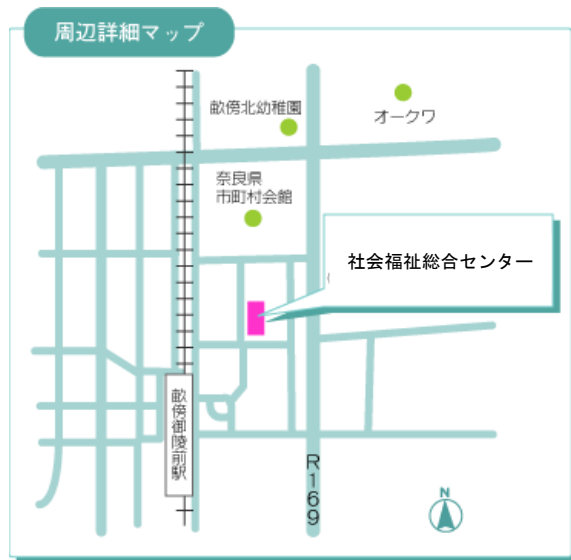 周辺詳細マップ
畝傍北幼稚園
オークワ
奈良県
市町村会館
社会福祉総合センター
(
畝傍御陵前駅
R169
N